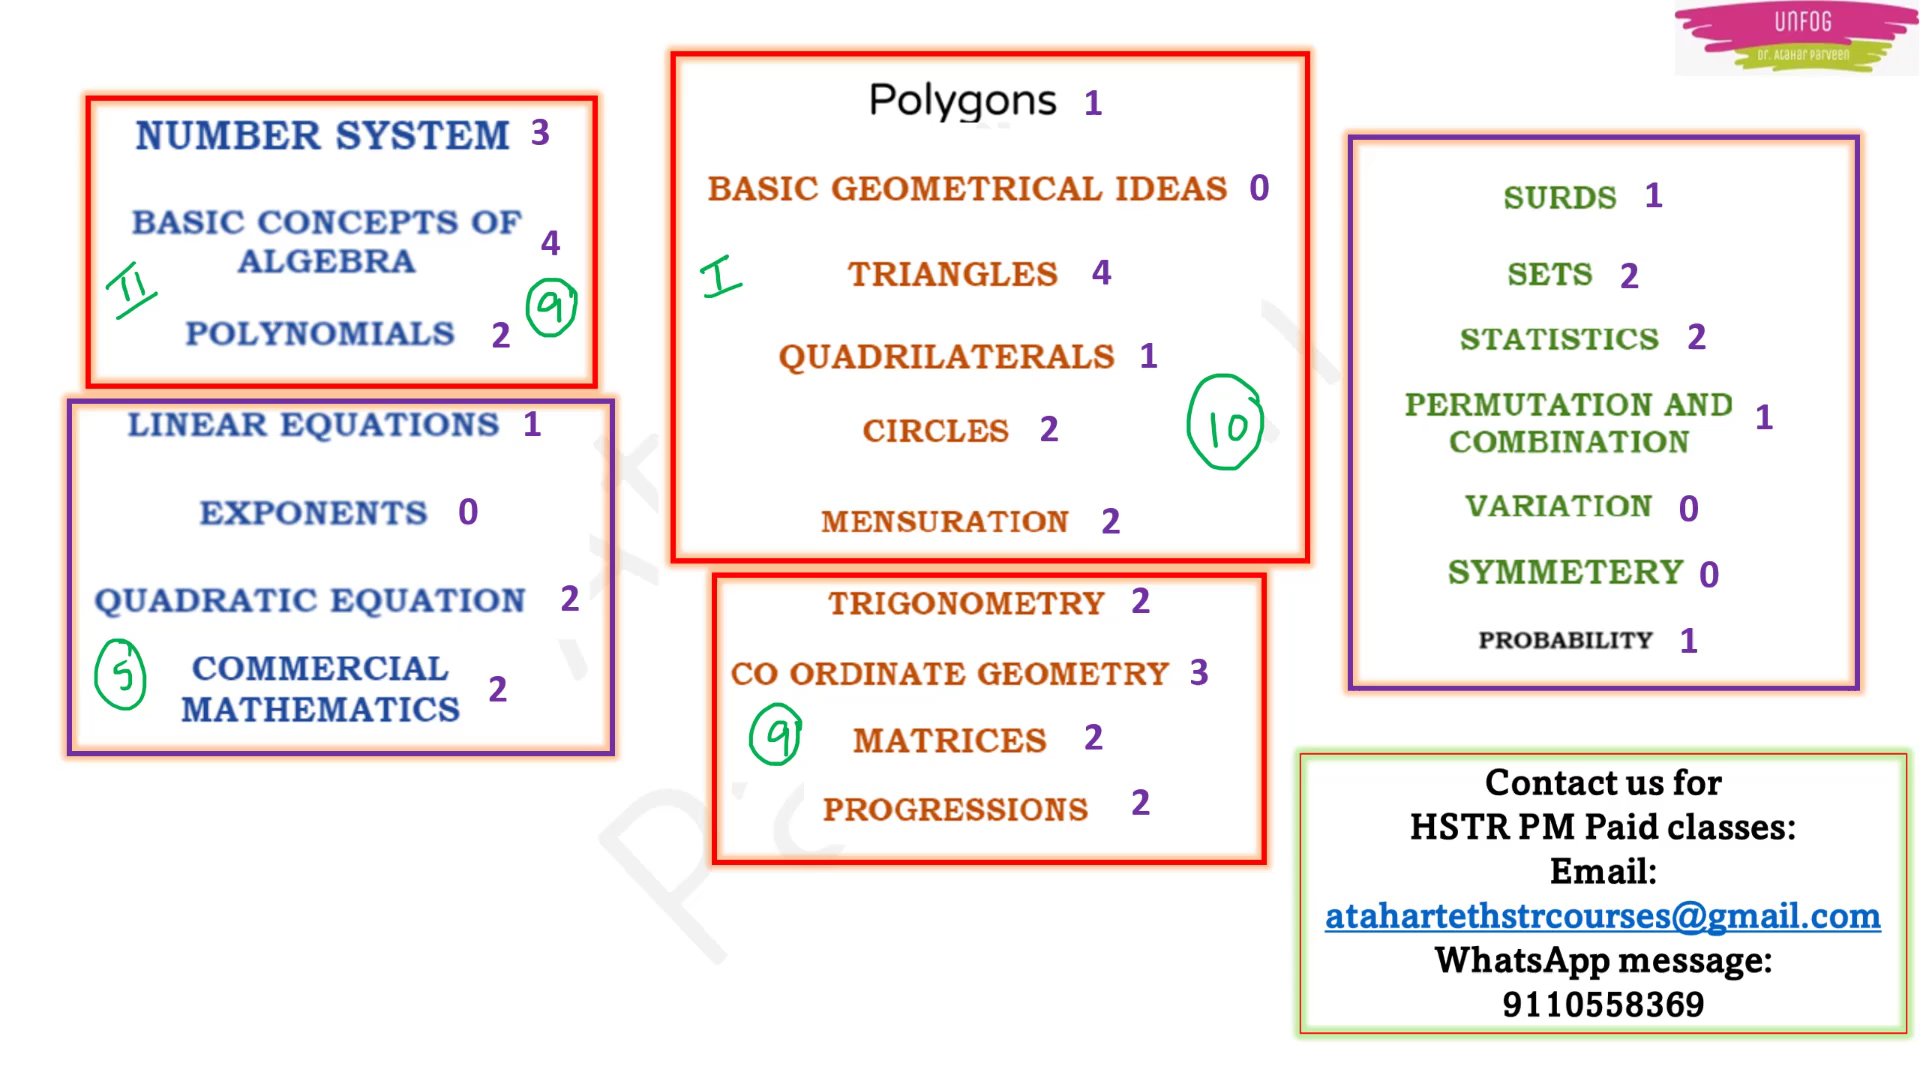 UNFOG
Dr. Atahar Parveen
NUMBER SYSTEM 3
BASIC CONCEPTS OF
ALGEBRA 4
II
9
POLYNOMIALS 2
LINEAR EQUATIONS 1
EXPONENTS 0
QUADRATIC EQUATION 2
5
COMMERCIAL
MATHEMATICS 2
Polygons 1
BASIC GEOMETRICAL IDEAS 0
I
TRIANGLES 4
QUADRILATERALS 1
CIRCLES 2
10
MENSURATION 2
TRIGONOMETRY 2
CO ORDINATE GEOMETRY 3
9
MATRICES 2
PROGRESSIONS 2
SURDS 1
SETS 2
STATISTICS 2
PERMUTATION AND
COMBINATION 1
VARIATION 0
SYMMETERY 0
PROBABILITY 1
Contact us for
HSTR PM Paid classes:
Email:
atahartethstrcourses@gmail.com
WhatsApp message:
9110558369